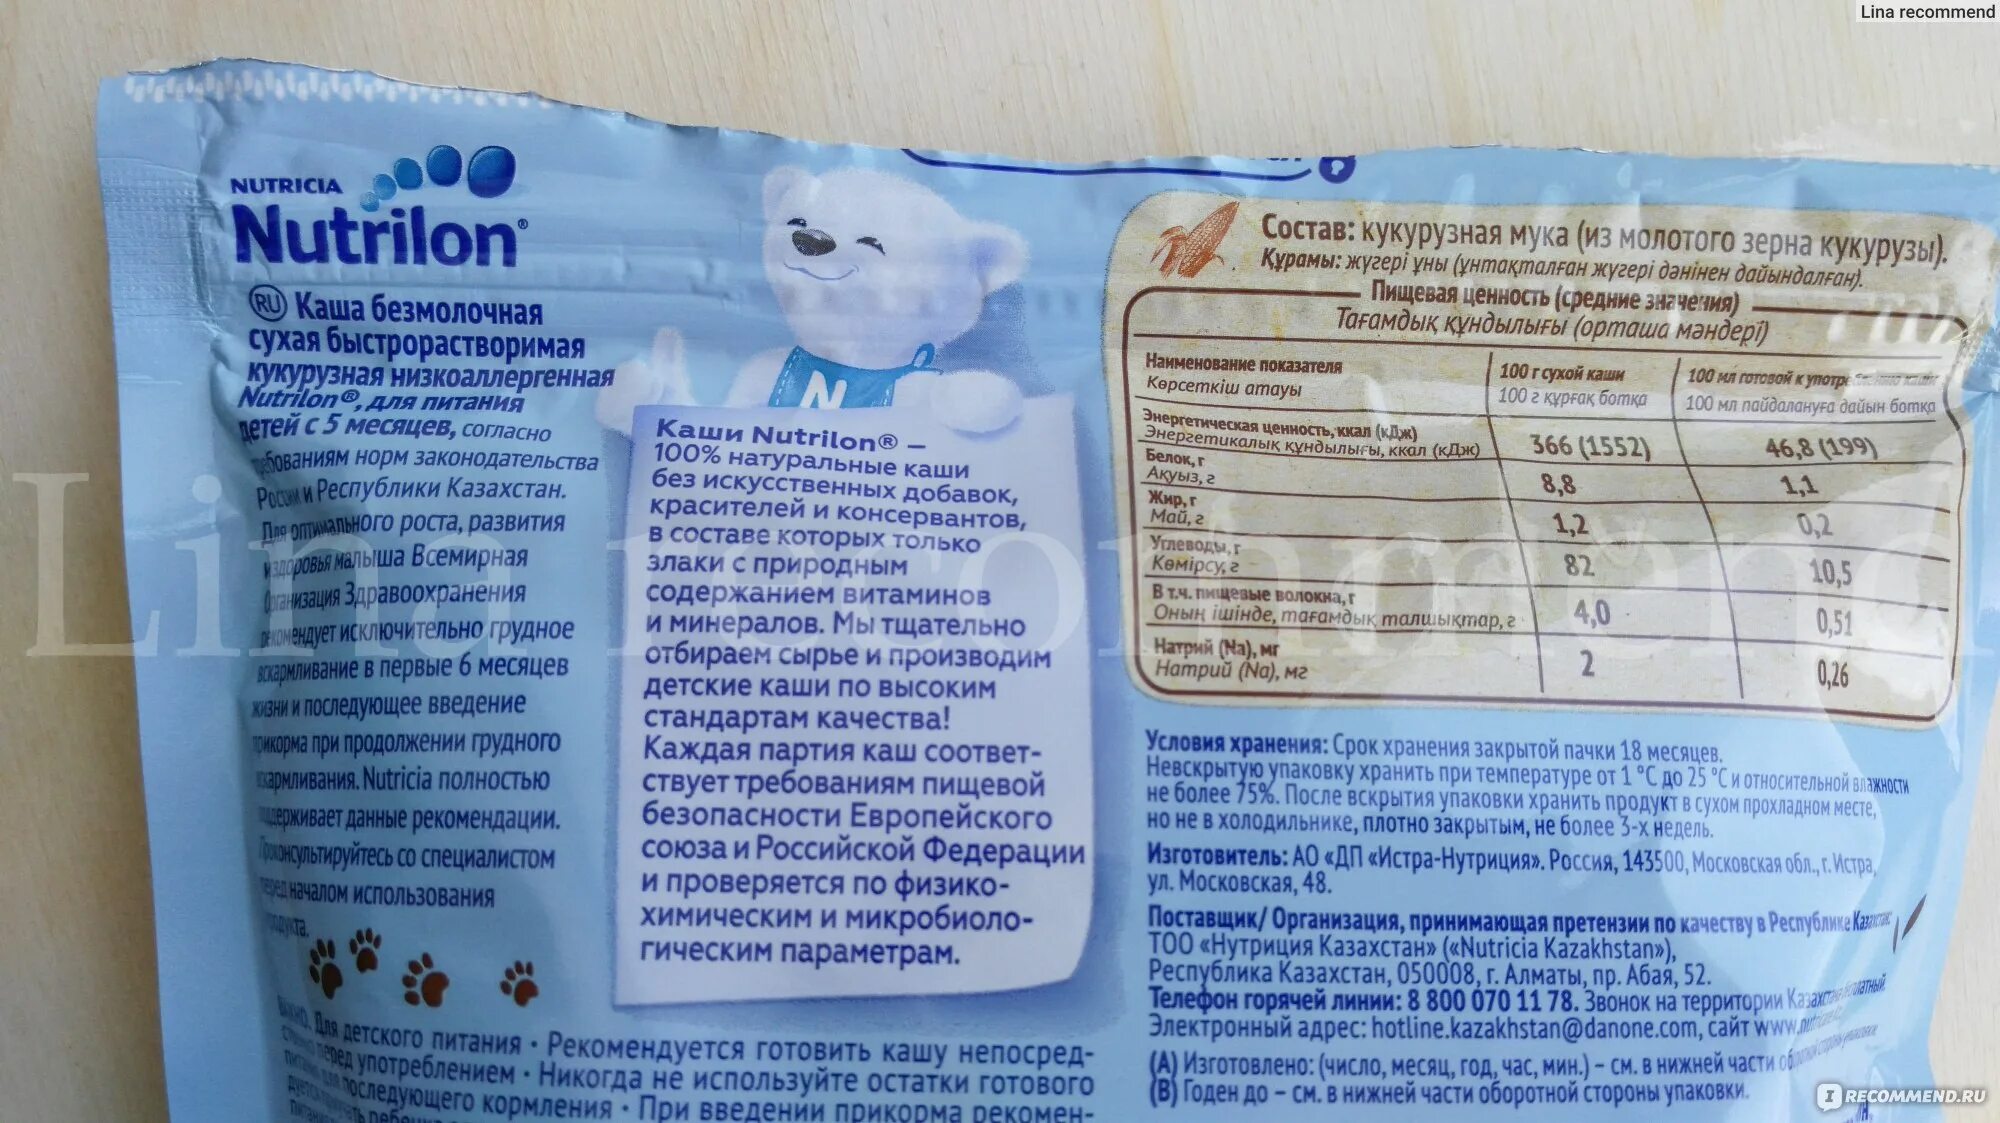 Lina recommend
NUTRICIA
Nutrilon®
RU Каша безмолочная
сухая быстрорастворимая
кукурузная низкоаллергенная
Nutrilon®, для питания
детей с 5 месяцев, согласно
требованиям норм законодательства
России и Республики Казахстан.
Для оптимального роста, развития
и здоровья малыша Всемирная
Организация Здравоохранения
рекомендует исключительно грудное
вскармливание в первые 6 месяцев
жизни и последующее введение
прикорма при продолжении грудного
вскармливания. Nutricia полностью
поддерживает данные рекомендации.
Проконсультируйтесь со специалистом
перед началом использования
продукта.
N
Каши Nutrilon® –
100% натуральные каши
без искусственных добавок,
красителей и консервантов,
в составе которых только
злаки с природным
содержанием витаминов
и минералов. Мы тщательно
отбираем сырье и производим
детские каши по высоким
стандартам качества!
Каждая партия каш соответ-
ствует требованиям пищевой
безопасности Европейского
союза и Российской Федерации
и проверяется по физико-
химическим и микробиоло-
гическим параметрам.
Для детского питания • Рекомендуется готовить кашу непосред-
перед употреблением • Никогда не используйте остатки готового
последующего кормления • При введении прикорма рекомен-
Состав: кукурузная мука (из молотого зерна кукурузы).
Құрамы: жүгері ұны (ұнтақталған жүгері дәнінен дайындалған).
Пищевая ценность (средние значения)
Тағамдық құндылығы (орташа мәндері)
Наименование показателя 100 г сухой каши 100 мл готовой к употреблению каши
Көрсеткіш атауы 100 г құрғақ ботқа 100 мл пайдалануға дайын ботқа
Энергетическая ценность, ккал (кДж)
Энергетикалық құндылығы, ккал (кДж) 366 (1552) 46,8 (199)
Белок, г
Ақуыз, г 8,8 1,1
Жир, г
Май, г 1,2 0,2
Углеводы, г
Көмірсу, г 82 10,5
В т.ч. пищевые волокна, г
Оның ішінде, тағамдық талшықтар, г 4,0 0,51
Натрий (Na), мг
Натрий (Na), мг 2 0,26
Условия хранения: Срок хранения закрытой пачки 18 месяцев.
Невскрытую упаковку хранить при температуре от 1 °C до 25 °C и относительной влажности
не более 75%. После вскрытия упаковки хранить продукт в сухом прохладном месте,
но не в холодильнике, плотно закрытым, не более 3-х недель.
Изготовитель: АО «ДП «Истра-Нутриция». Россия, 143500, Московская обл., г. Истра,
ул. Московская, 48.
Поставщик/ Организация, принимающая претензии по качеству в Республике Казахстан:
ТОО «Нутриция Казахстан» («Nutricia Kazakhstan»),
Республика Казахстан, 050008, г. Алматы, пр. Абая, 52.
Телефон горячей линии: 8 800 070 11 78. Звонок на территории Казахстана бесплатный.
Электронный адрес: hotline.kazakhstan@danone.com, сайт
(A) Изготовлено: (число, месяц, год, час, мин.) – см. в нижней части оборотной стороны упаковки.
(B) Годен до – см. в нижней части оборотной стороны упаковки.
Lina recommend
IRECOMMEND.RU